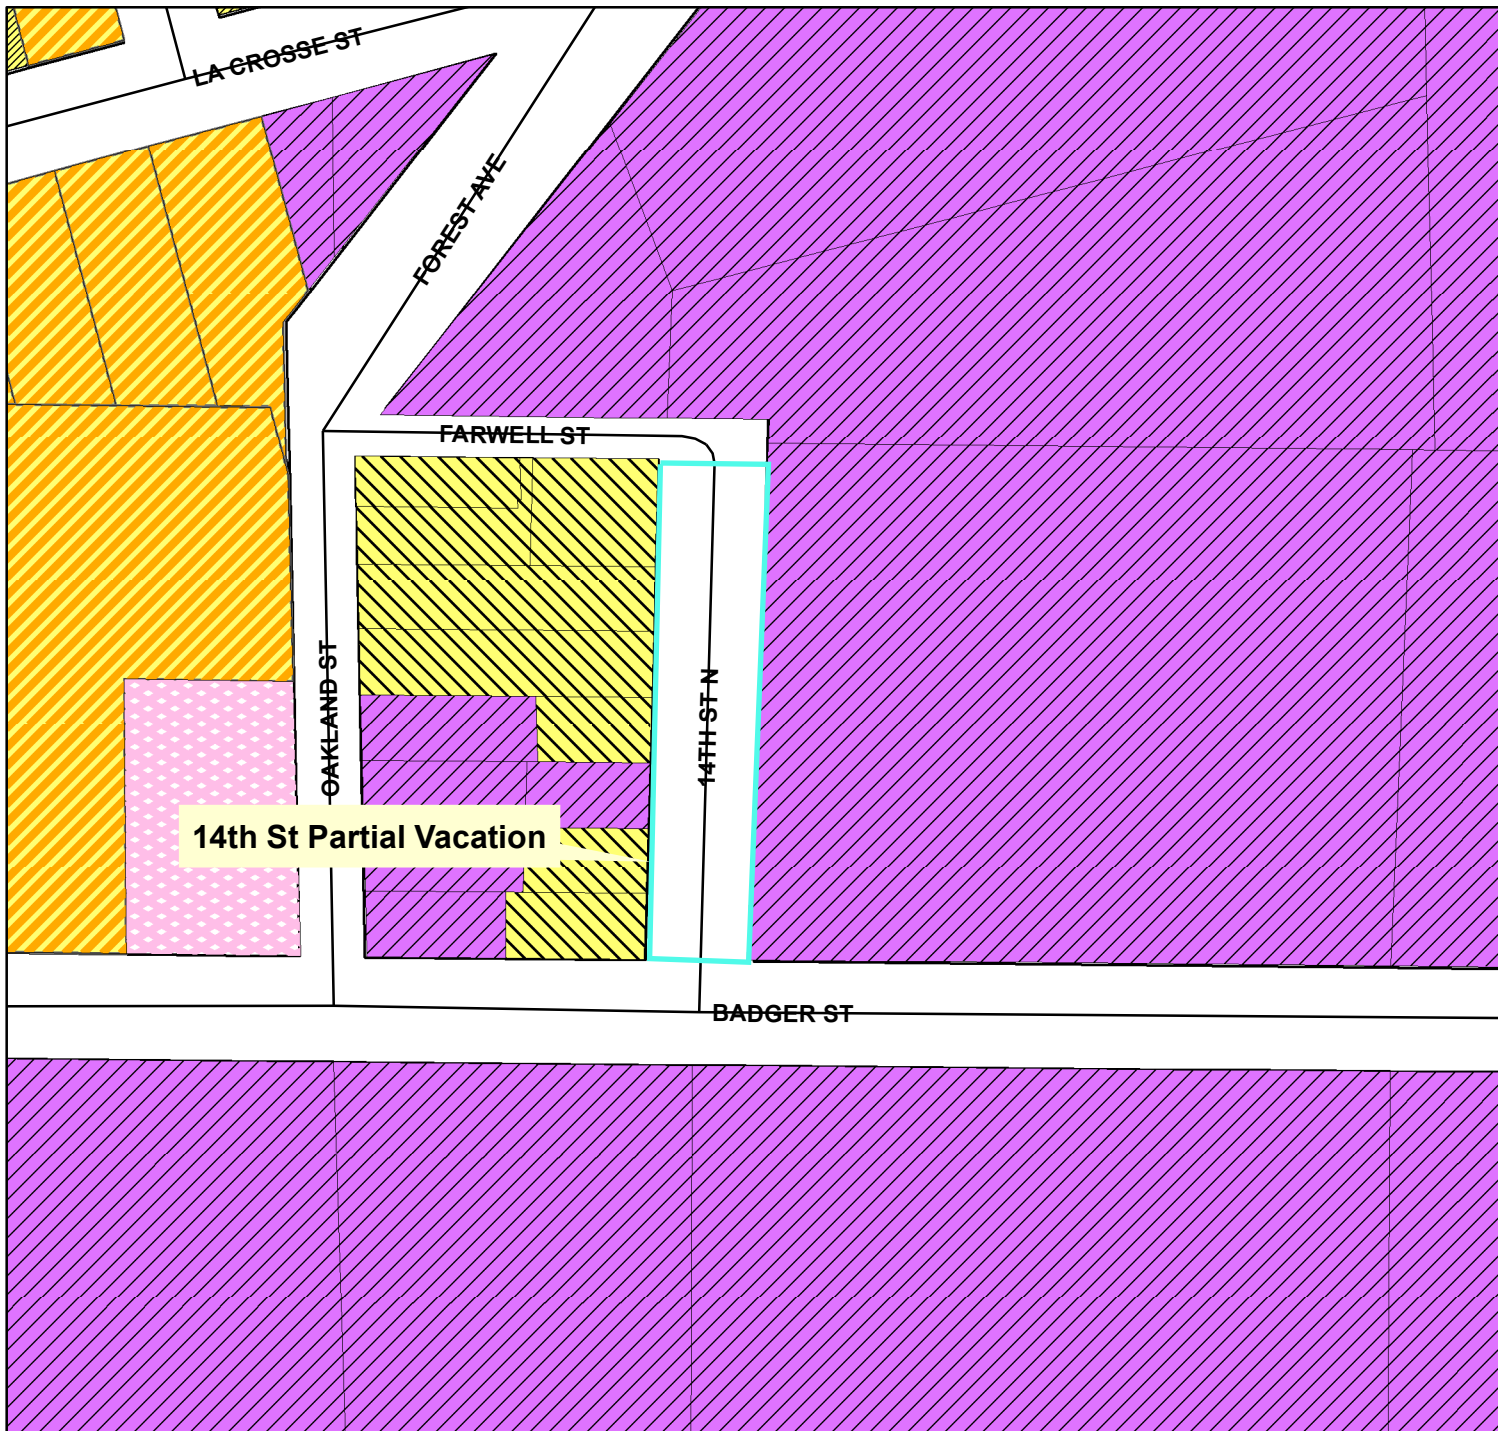 LA CROSSE ST
FOREST AVE
FARWELL ST
OAKLAND ST
14TH ST N
14th St Partial Vacation
BADGER ST